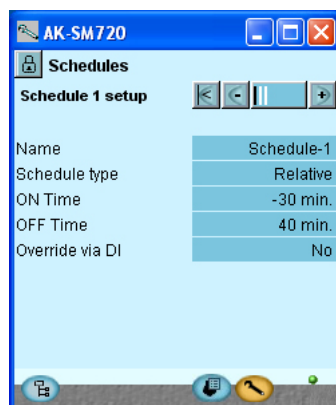 AK-SM720
Schedules
Schedule 1 setup
Name Schedule-1
Schedule type Relative
ON Time -30 min.
OFF Time 40 min.
Override via DI No